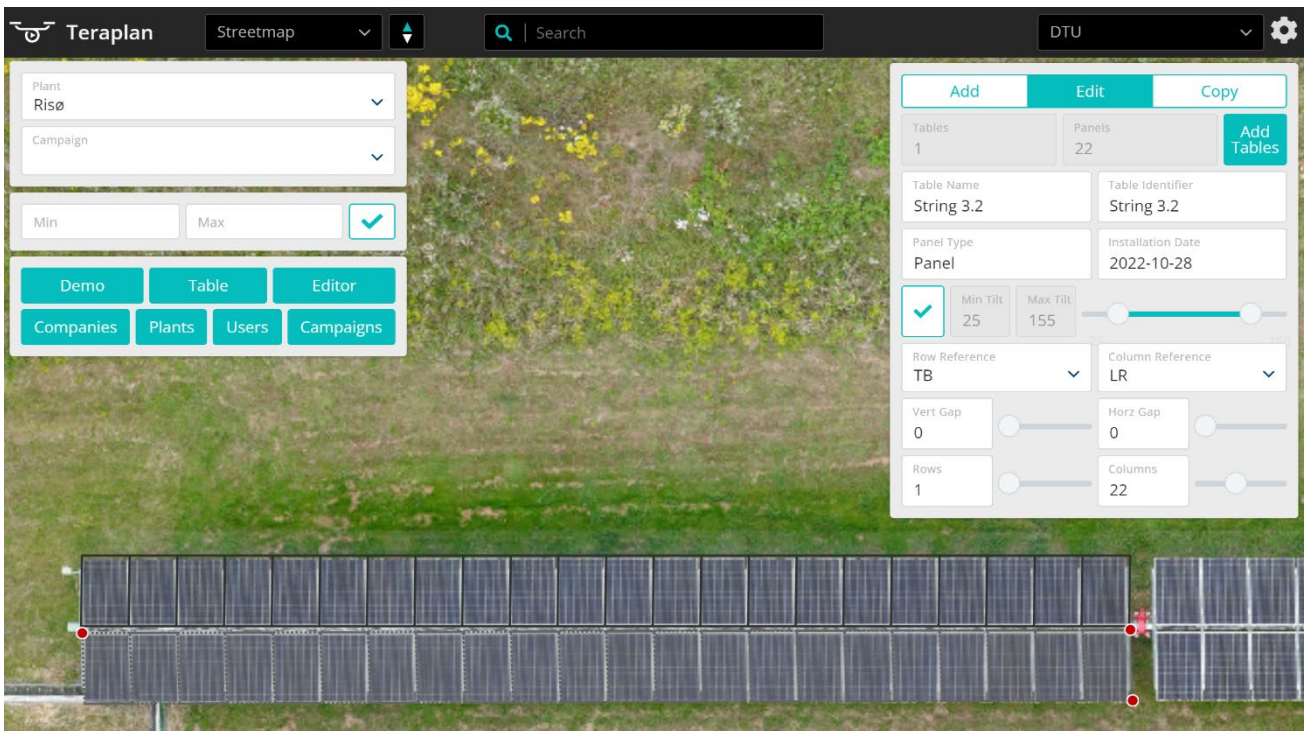 Teraplan
Streetmap
Search
DTU
Plant
Risø
Campaign
Min
Max
Demo
Table
Editor
Companies
Plants
Users
Campaigns
Add
Edit
Copy
Tables
1
Panels
22
Add
Tables
Table Name
String 3.2
Table Identifier
String 3.2
Panel Type
Panel
Installation Date
2022-10-28
Min Tilt
25
Max Tilt
155
Row Reference
TB
Column Reference
LR
Vert Gap
0
Horz Gap
0
Rows
1
Columns
22